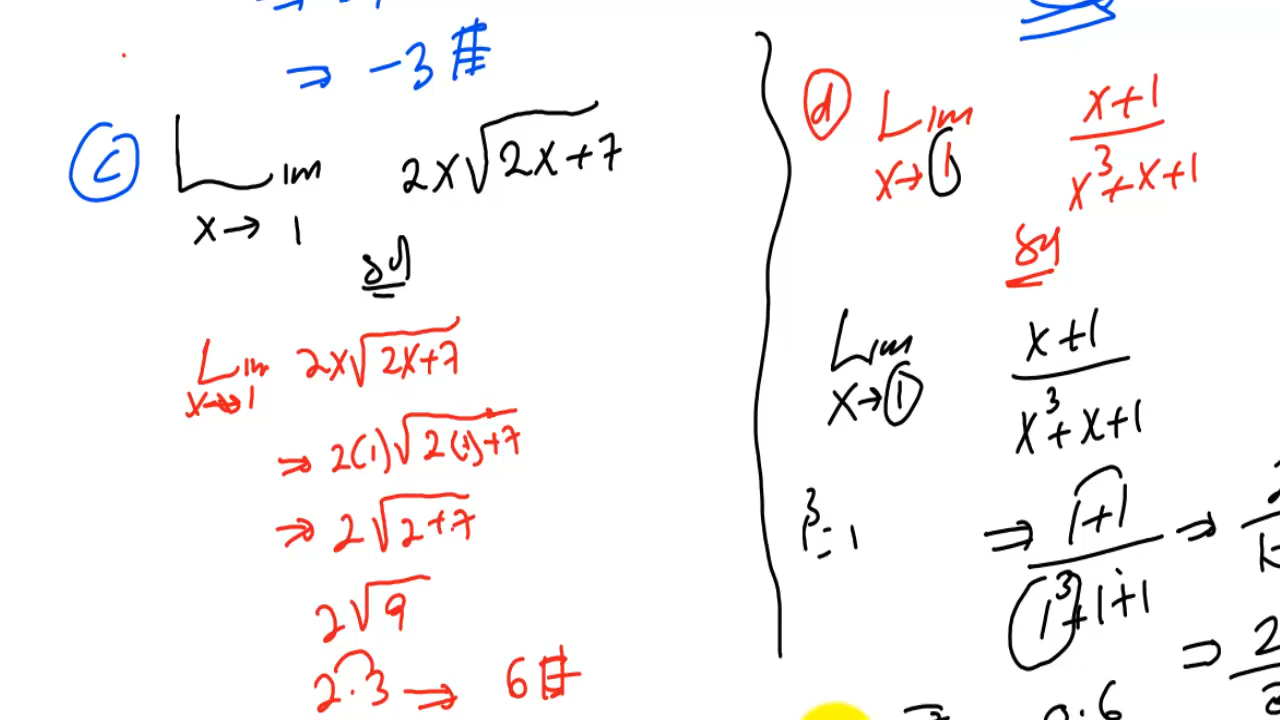 ⇒ -3 #
c Lim 2x√(2x+7)
x→1
Lim 2x√(2x+7)
x→1
⇒ 2(1)√(2(1)+7)
⇒ 2√(2+7)
2√9
2·3 → 6 #
d Lim x+1
x→1 x³+x+1
Lim x+1
x→1 x³+x+1
1³=1 ⇒ 1+1 ⇒
1³+1+1
⇒